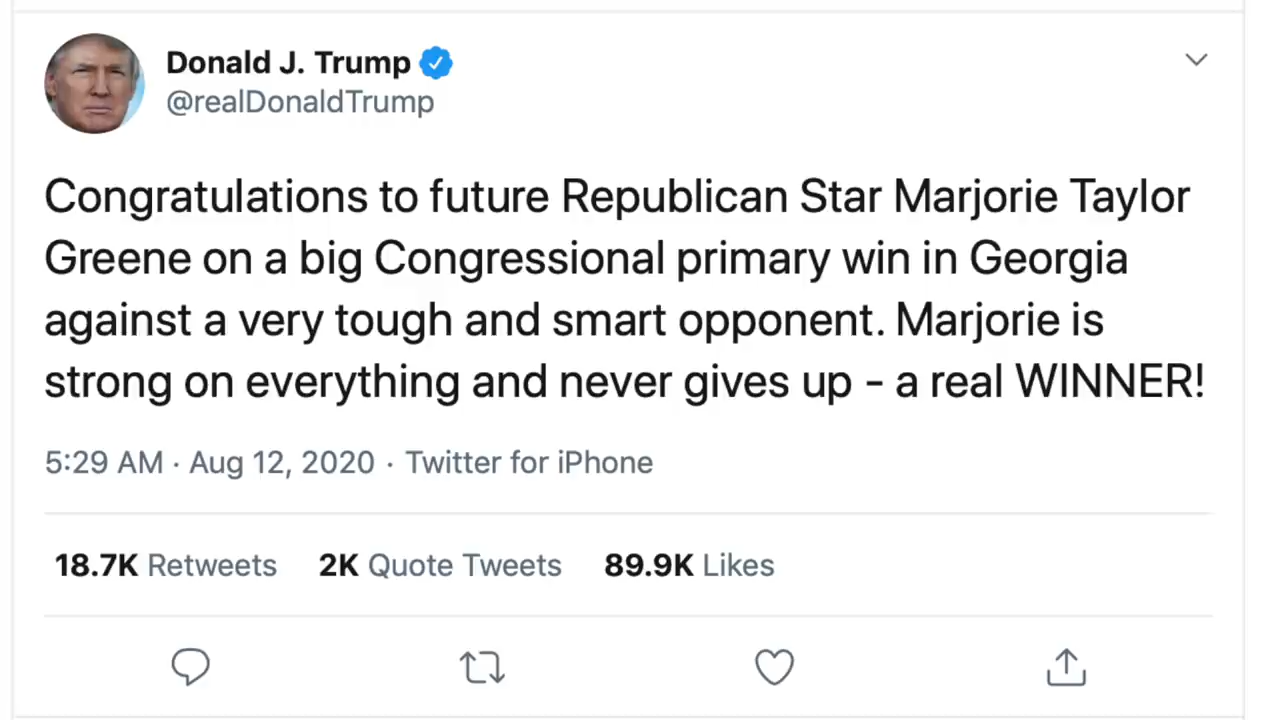 Donald J. Trump
@realDonaldTrump
Congratulations to future Republican Star Marjorie Taylor
Greene on a big Congressional primary win in Georgia
against a very tough and smart opponent. Marjorie is
strong on everything and never gives up - a real WINNER!
5:29 AM · Aug 12, 2020 · Twitter for iPhone
18.7K Retweets 2K Quote Tweets 89.9K Likes